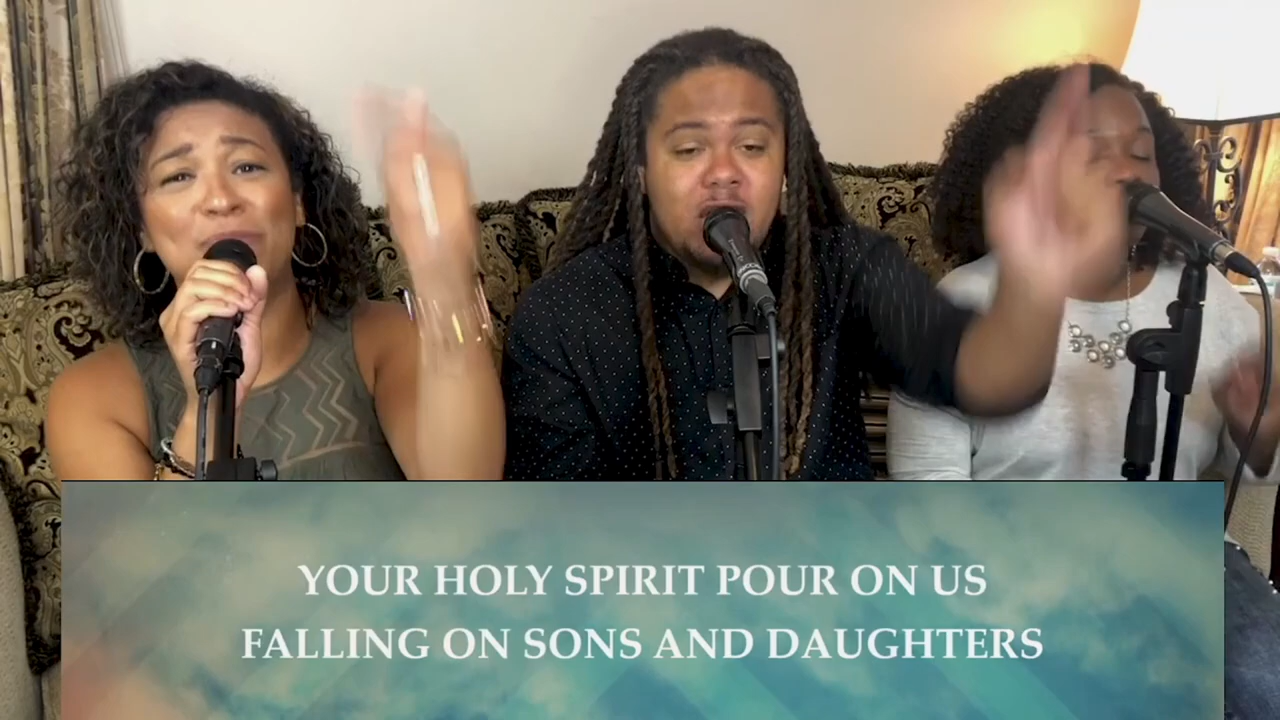 YOUR HOLY SPIRIT POUR ON US
FALLING ON SONS AND DAUGHTERS